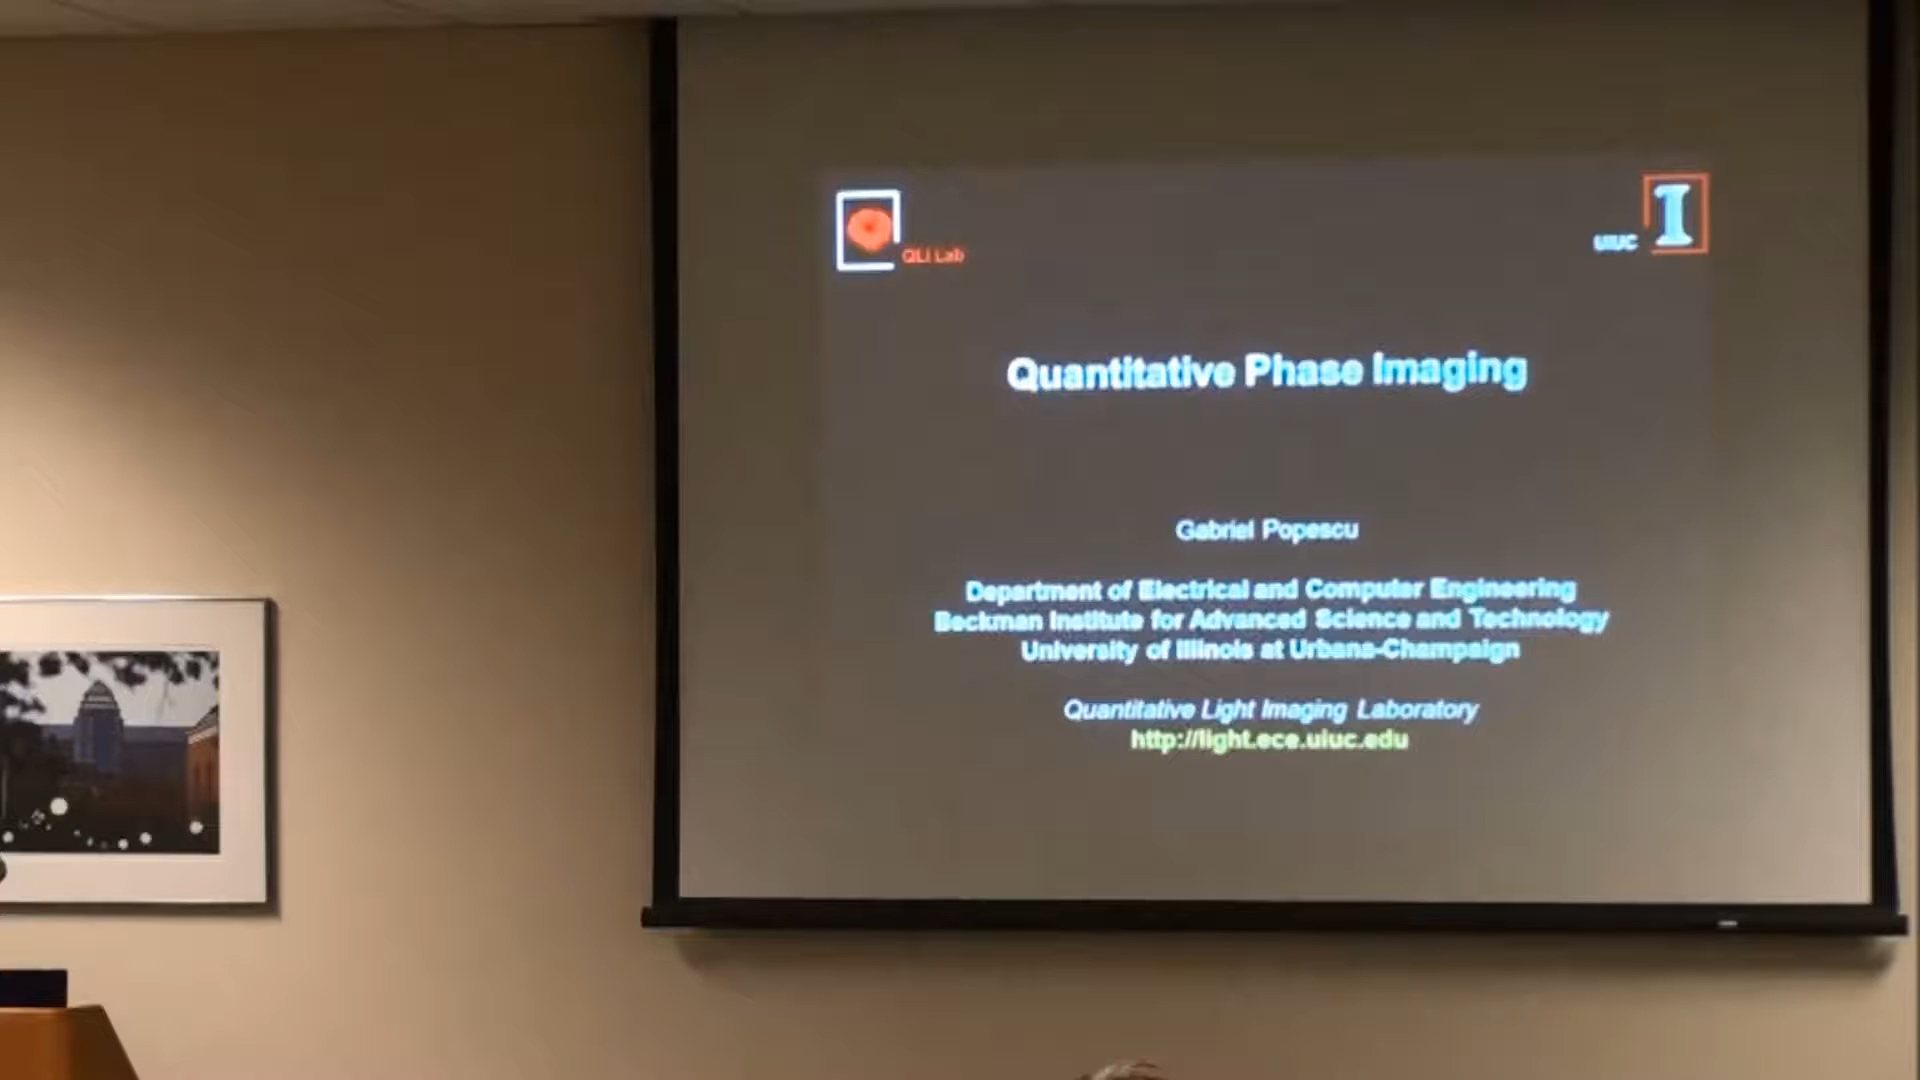 QLI Lab
UIUC
I
Quantitative Phase Imaging
Gabriel Popescu
Department of Electrical and Computer Engineering
Beckman Institute for Advanced Science and Technology
University of Illinois at Urbana-Champaign
Quantitative Light Imaging Laboratory
http://light.ece.uiuc.edu